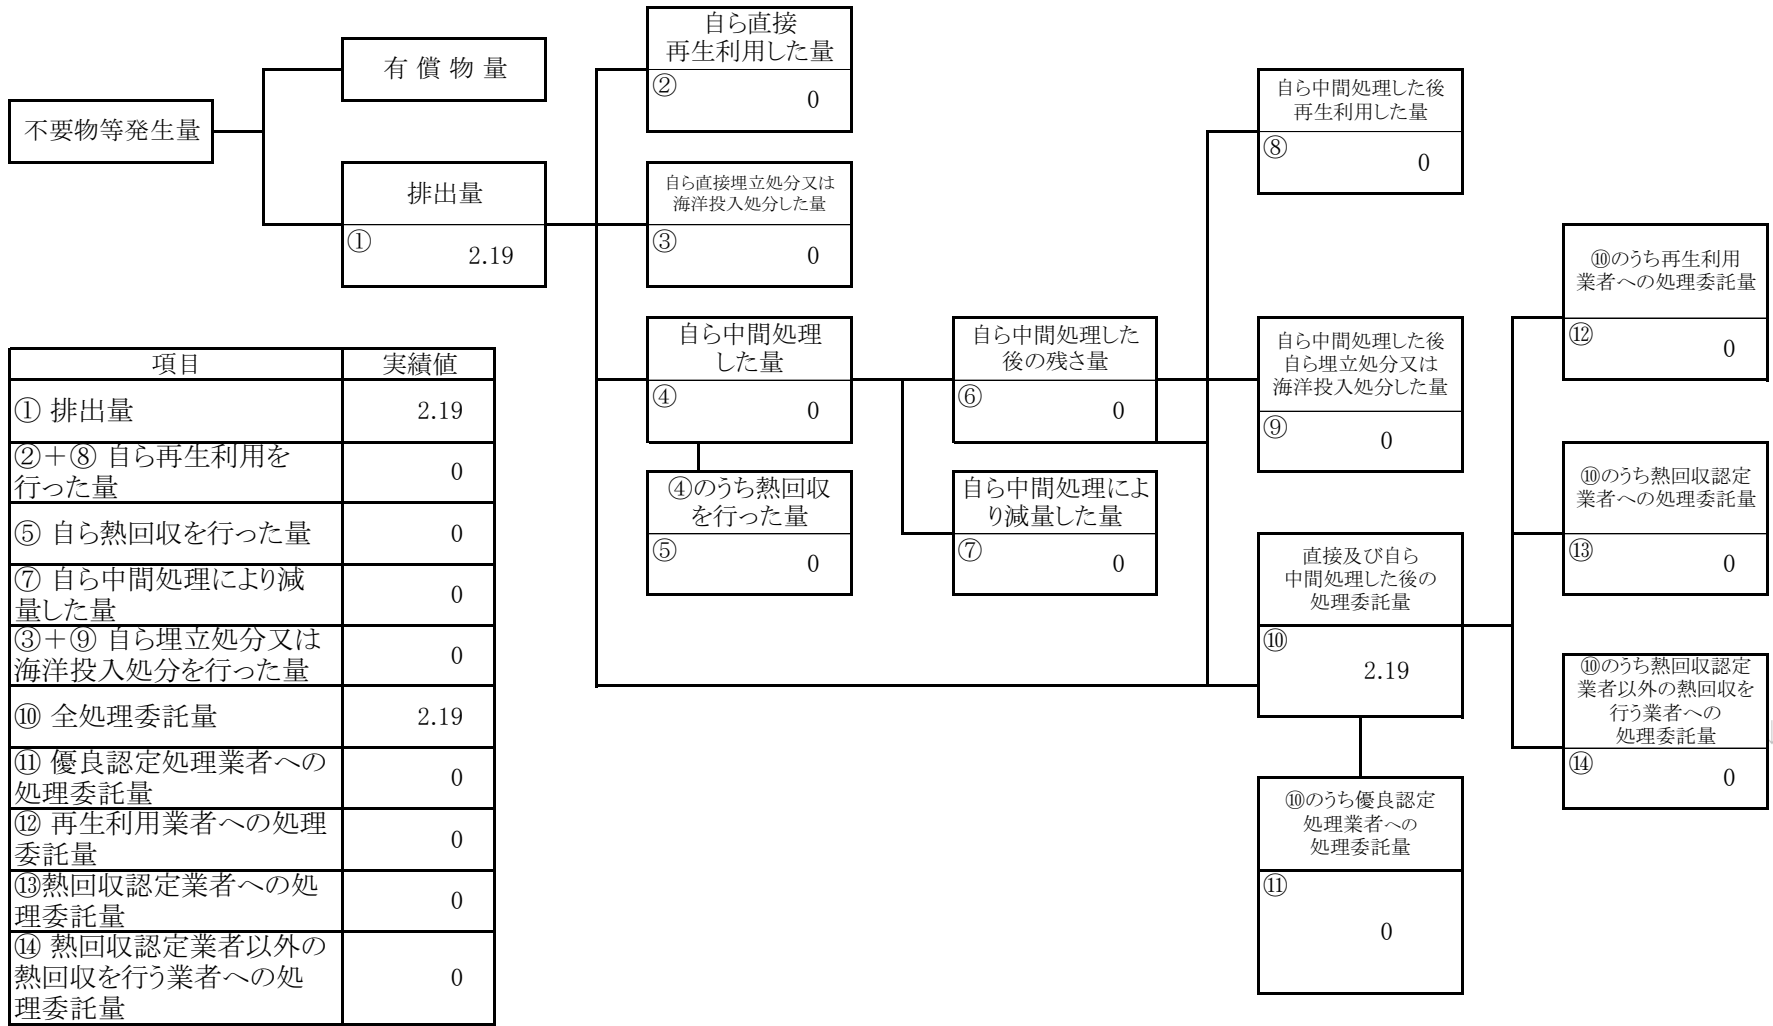 不要物等発生量
有 償 物 量
排出量
①
2.19
自ら直接
再生利用した量
②
0
自ら直接埋立処分又は
海洋投入処分した量
③
0
自ら中間処理
した量
④
0
④のうち熱回収
を行った量
⑤
0
自ら中間処理した
後の残さ量
⑥
0
自ら中間処理によ
り減量した量
⑦
0
自ら中間処理した後
再生利用した量
⑧
0
自ら中間処理した後
自ら埋立処分又は
海洋投入処分した量
⑨
0
直接及び自ら
中間処理した後の
処理委託量
⑩
2.19
⑩のうち優良認定
処理業者への
処理委託量
⑪
0
⑩のうち再生利用
業者への処理委託量
⑫
0
⑩のうち熱回収認定
業者への処理委託量
⑬
0
⑩のうち熱回収認定
業者以外の熱回収を
行う業者への
処理委託量
⑭
0
項目 実績値
① 排出量 2.19
②＋⑧ 自ら再生利用を
行った量 0
⑤ 自ら熱回収を行った量 0
⑦ 自ら中間処理により減
量した量 0
③＋⑨ 自ら埋立処分又は
海洋投入処分を行った量 0
⑩ 全処理委託量 2.19
⑪ 優良認定処理業者への
処理委託量 0
⑫ 再生利用業者への処理
委託量 0
⑬熱回収認定業者への処
理委託量 0
⑭ 熱回収認定業者以外の
熱回収を行う業者への処
理委託量 0